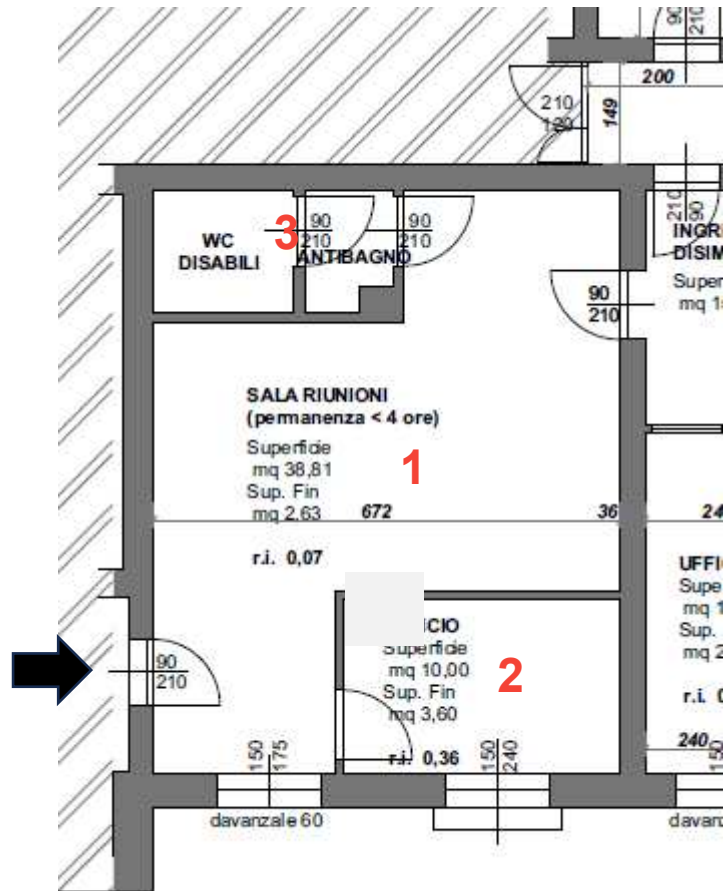 90
210
200
210
120
149
210
90
INGRE
DISIM
Super
mq 1
WC
DISABILI
3
90
210
ANTIBAGNO
90
210
90
210
SALA RIUNIONI
(permanenza < 4 ore)
Superficie
mq 38,81
Sup. Fin
mq 2,63
r.i. 0,07
1
672
36
24
UFFI
Supe
mq 1
Sup.
mq 2
r.i. 0
240
150
90
210
CIO
Superficie
mq 10,00
Sup. Fin
mq 3,60
r.i. 0,36
2
150
175
150
240
davanzale 60
davanz